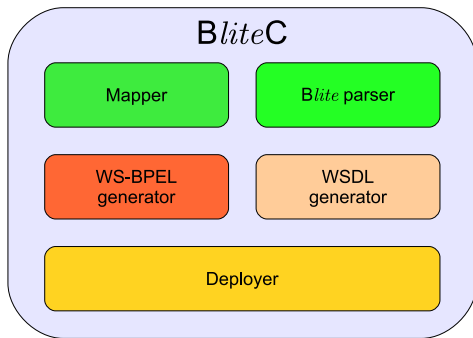 BliteC
Mapper
Blite parser
WS-BPEL
generator
WSDL
generator
Deployer